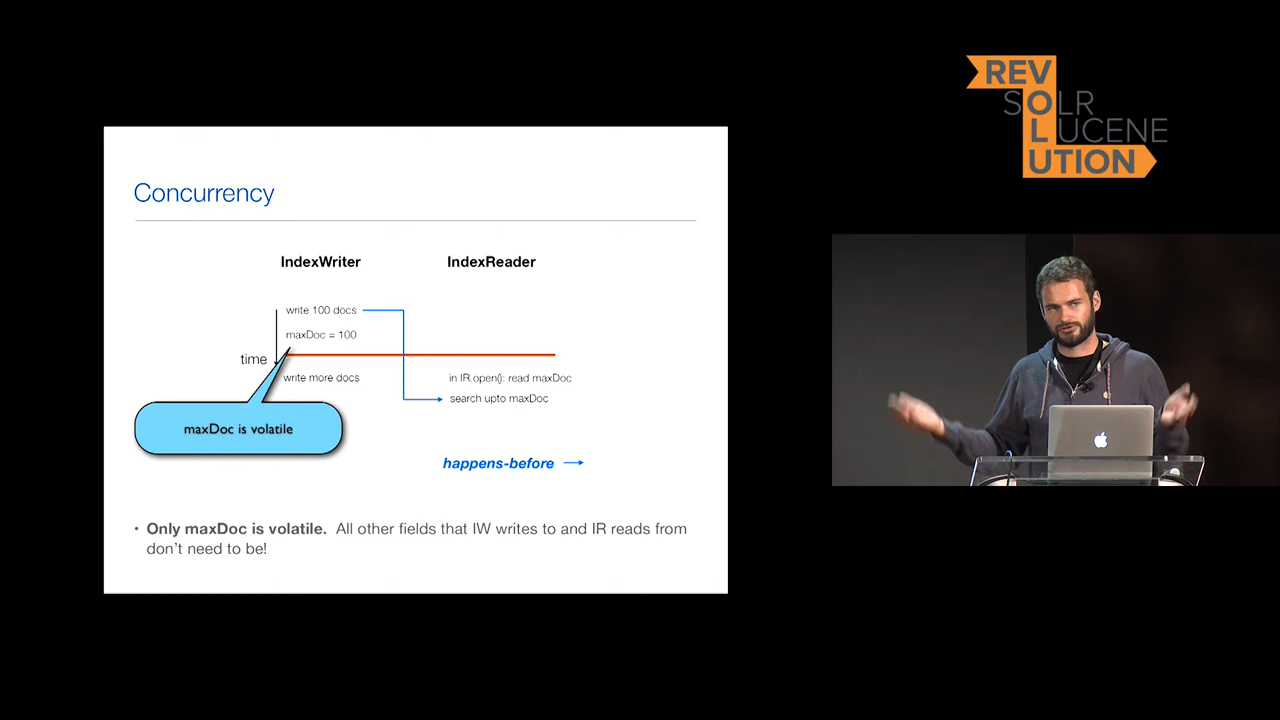 REV
SOLR
LUCENE
UTION
Concurrency
IndexWriter
IndexReader
write 100 docs
maxDoc = 100
time
write more docs
in IR.open(): read maxDoc
search upto maxDoc
maxDoc is volatile
happens-before
• Only maxDoc is volatile. All other fields that IW writes to and IR reads from
don't need to be!